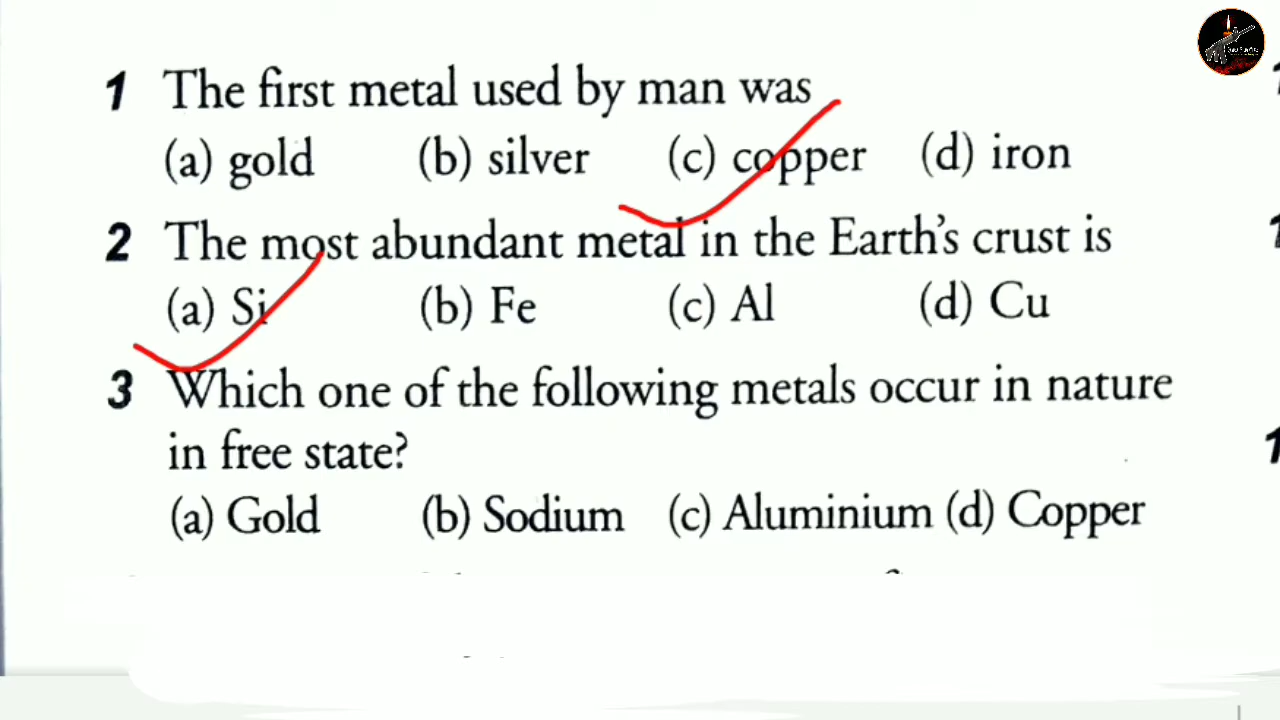 1 The first metal used by man was
(a) gold (b) silver (c) copper (d) iron
2 The most abundant metal in the Earth's crust is
(a) Si (b) Fe (c) Al (d) Cu
3 Which one of the following metals occur in nature
in free state?
(a) Gold (b) Sodium (c) Aluminium (d) Copper